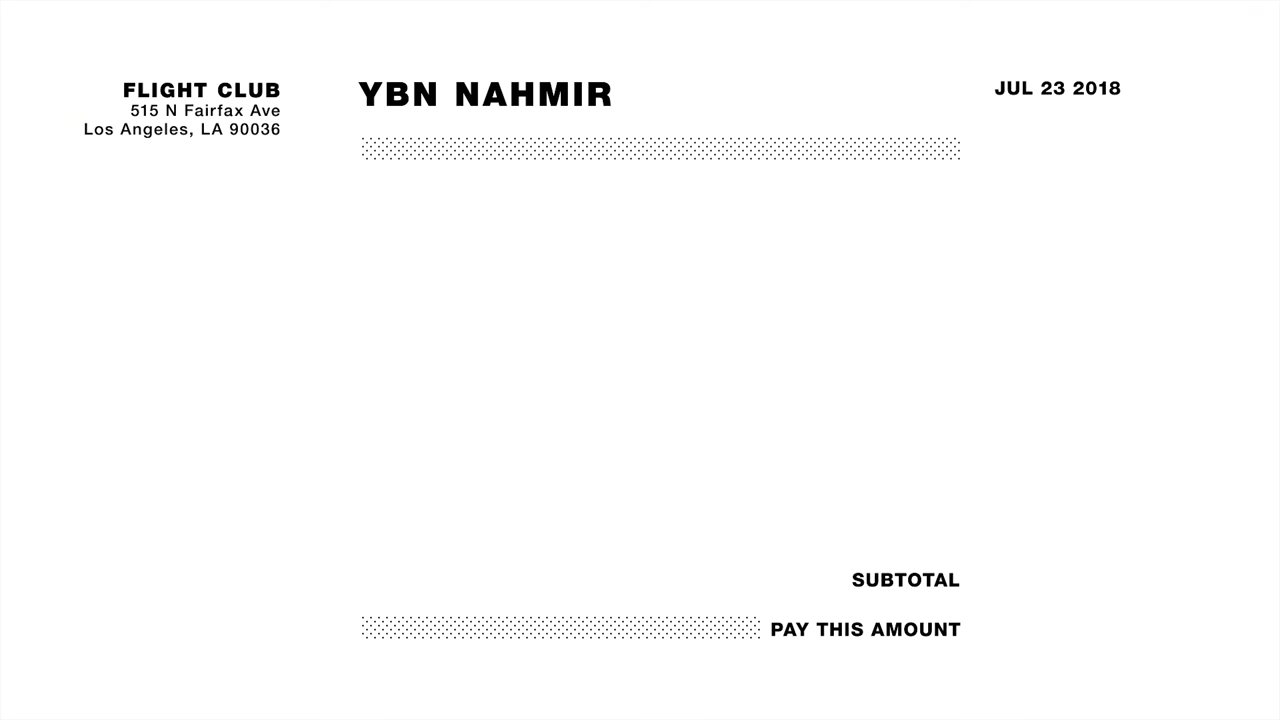 FLIGHT CLUB
515 N Fairfax Ave
Los Angeles, LA 90036
YBN NAHMIR
JUL 23 2018
SUBTOTAL
PAY THIS AMOUNT